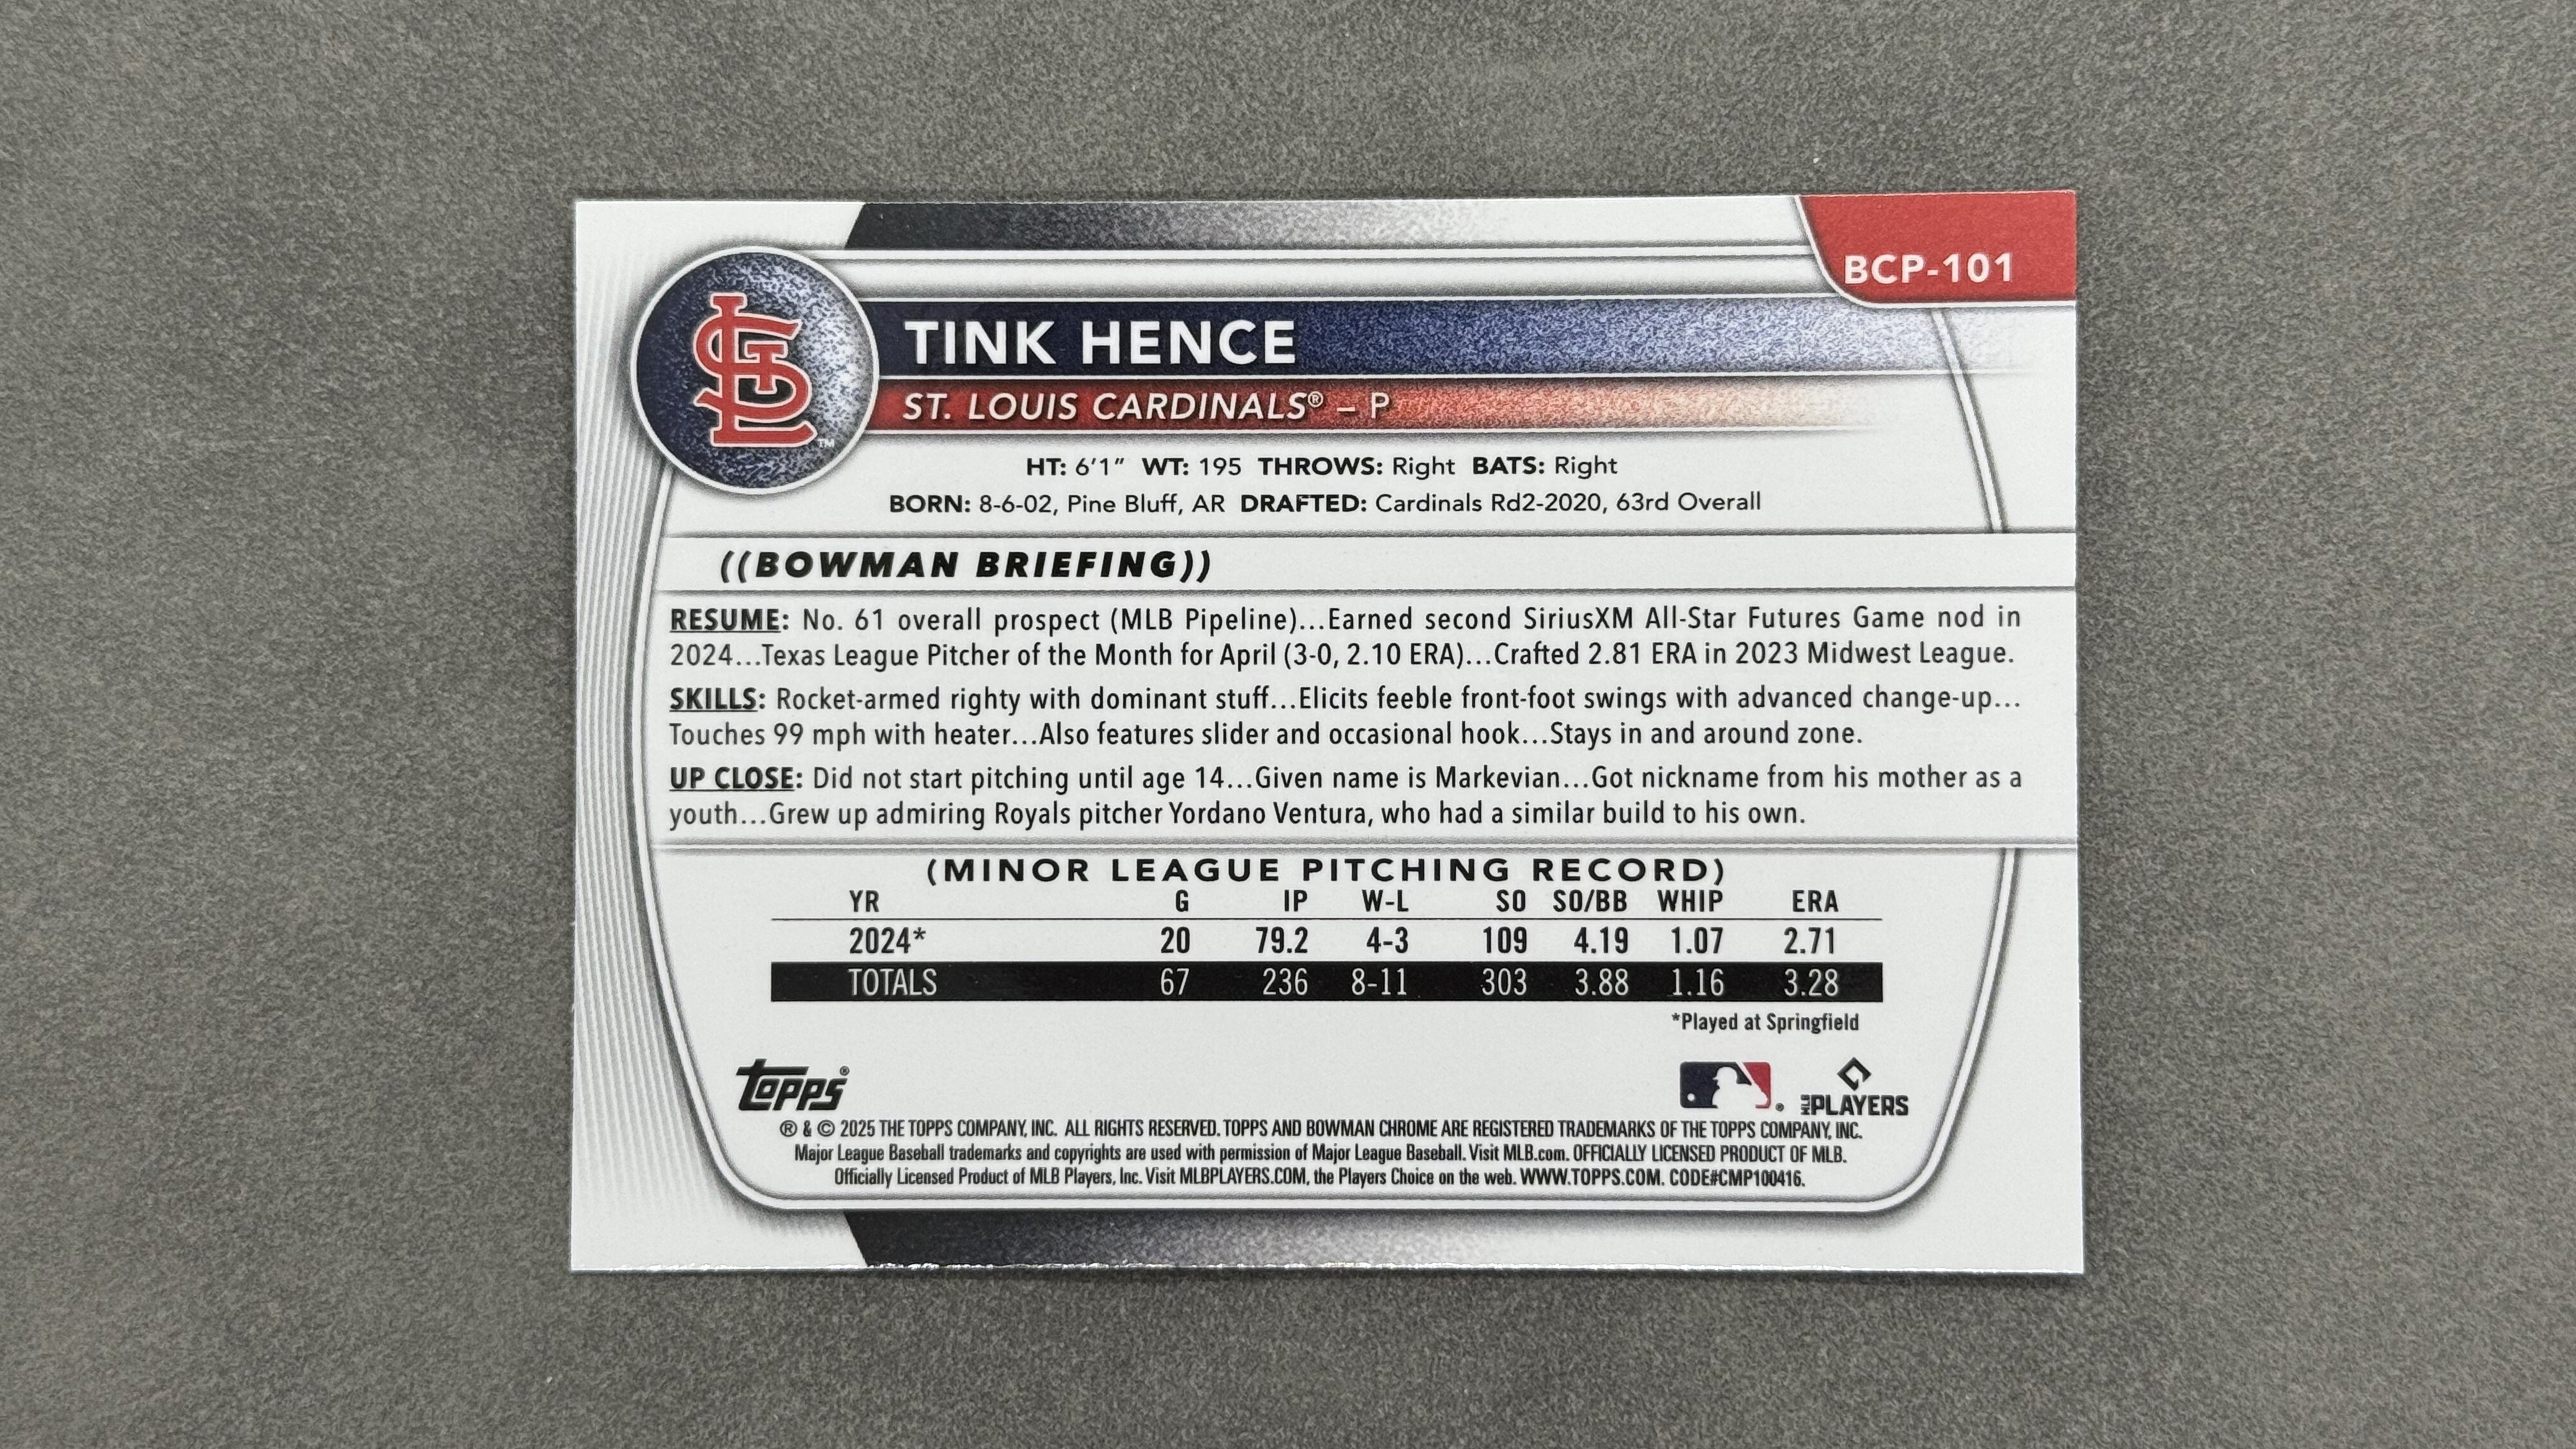 BCP-101
STL™
TINK HENCE
ST. LOUIS CARDINALS® – P
HT: 6'1" WT: 195 THROWS: Right BATS: Right
BORN: 8-6-02, Pine Bluff, AR DRAFTED: Cardinals Rd2-2020, 63rd Overall
((BOWMAN BRIEFING))
RESUME: No. 61 overall prospect (MLB Pipeline)...Earned second SiriusXM All-Star Futures Game nod in
2024...Texas League Pitcher of the Month for April (3-0, 2.10 ERA)...Crafted 2.81 ERA in 2023 Midwest League.
SKILLS: Rocket-armed righty with dominant stuff...Elicits feeble front-foot swings with advanced change-up...
Touches 99 mph with heater...Also features slider and occasional hook...Stays in and around zone.
UP CLOSE: Did not start pitching until age 14...Given name is Markevian...Got nickname from his mother as a
youth...Grew up admiring Royals pitcher Yordano Ventura, who had a similar build to his own.
(MINOR LEAGUE PITCHING RECORD)
YR G IP W-L SO SO/BB WHIP ERA
2024* 20 79.2 4-3 109 4.19 1.07 2.71
TOTALS 67 236 8-11 303 3.88 1.16 3.28
*Played at Springfield
Topps® ® MLB PLAYERS
® & © 2025 THE TOPPS COMPANY, INC. ALL RIGHTS RESERVED. TOPPS AND BOWMAN CHROME ARE REGISTERED TRADEMARKS OF THE TOPPS COMPANY, INC.
Major League Baseball trademarks and copyrights are used with permission of Major League Baseball. Visit MLB.com. OFFICIALLY LICENSED PRODUCT OF MLB.
Officially Licensed Product of MLB Players, Inc. Visit MLBPLAYERS.COM, the Players Choice on the web. WWW.TOPPS.COM. CODE#CMP100416.